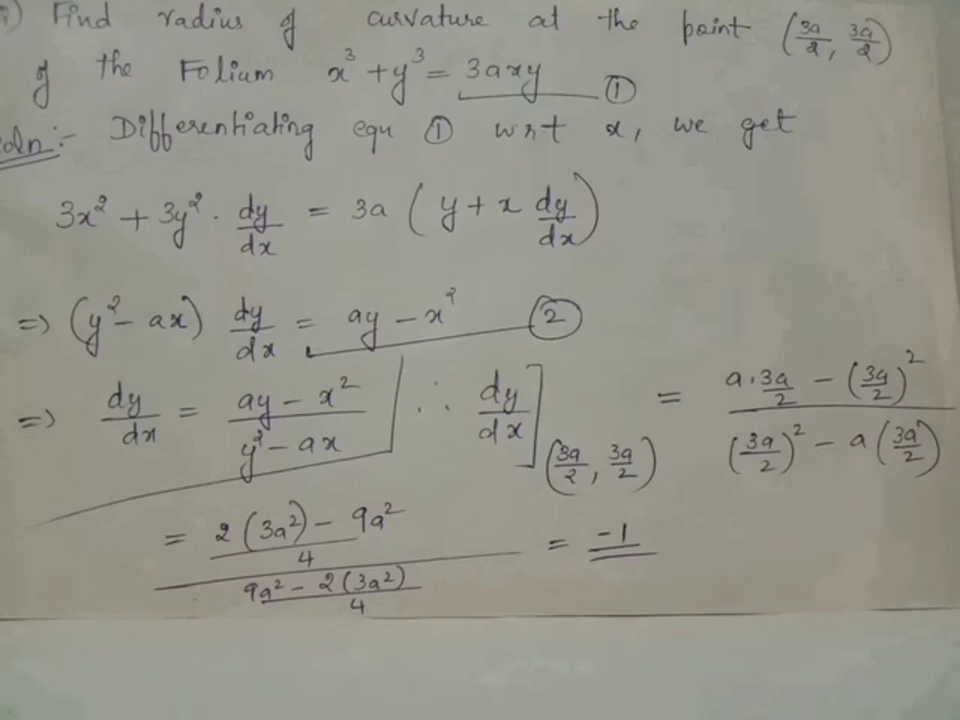 Find radius of curvature at the point (3a/2, 3a/2)
of the Folium x³ + y³ = 3axy ①
Soln:- Differentiating equ ① wrt x, we get
3x² + 3y² · dy/dx = 3a (y + x dy/dx)
=> (y² - ax) dy/dx = ay - x² ②
=> dy/dx = (ay - x²)/(y² - ax) | ∴ dy/dx](3a/2, 3a/2) = (a·3a/2 - (3a/2)²)/((3a/2)² - a(3a/2))
= ((2(3a²) - 9a²)/4)/((9a² - 2(3a²))/4) = -1